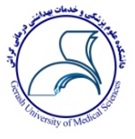 دانشکده علوم پزشکی و خدمات بهداشتی درمانی گراش
Gerash University of Medical Sciences